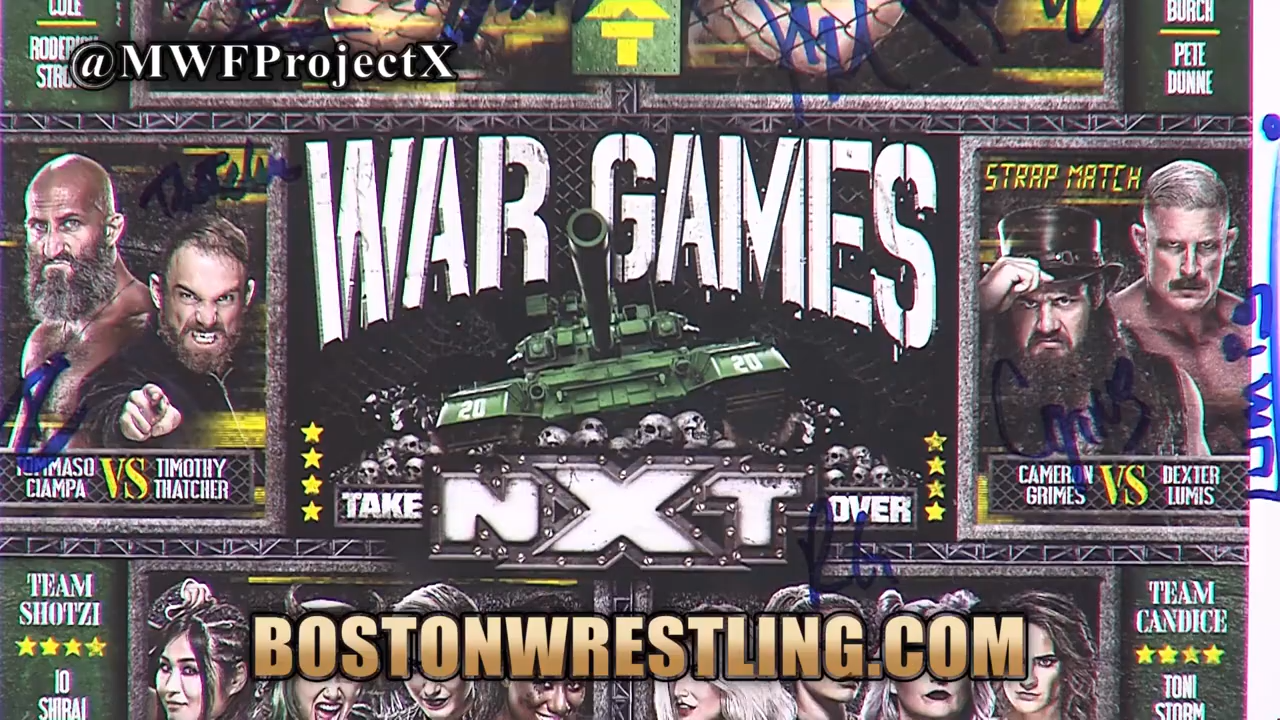 COLE
RODERICK
STRO
@MWFProjectX
BURCH
PETE
DUNNE
WAR GAMES
STRAP MATCH
20
20
TOMMASO
CIAMPA
VS
TIMOTHY
THATCHER
Grimes
CAMERON
GRIMES
VS
DEXTER
LUMIS
TAKE
NXT
OVER
TEAM
SHOTZI
IO
SHIRAI
TEAM
CANDICE
TONI
STORM
BOSTONWRESTLING.COM